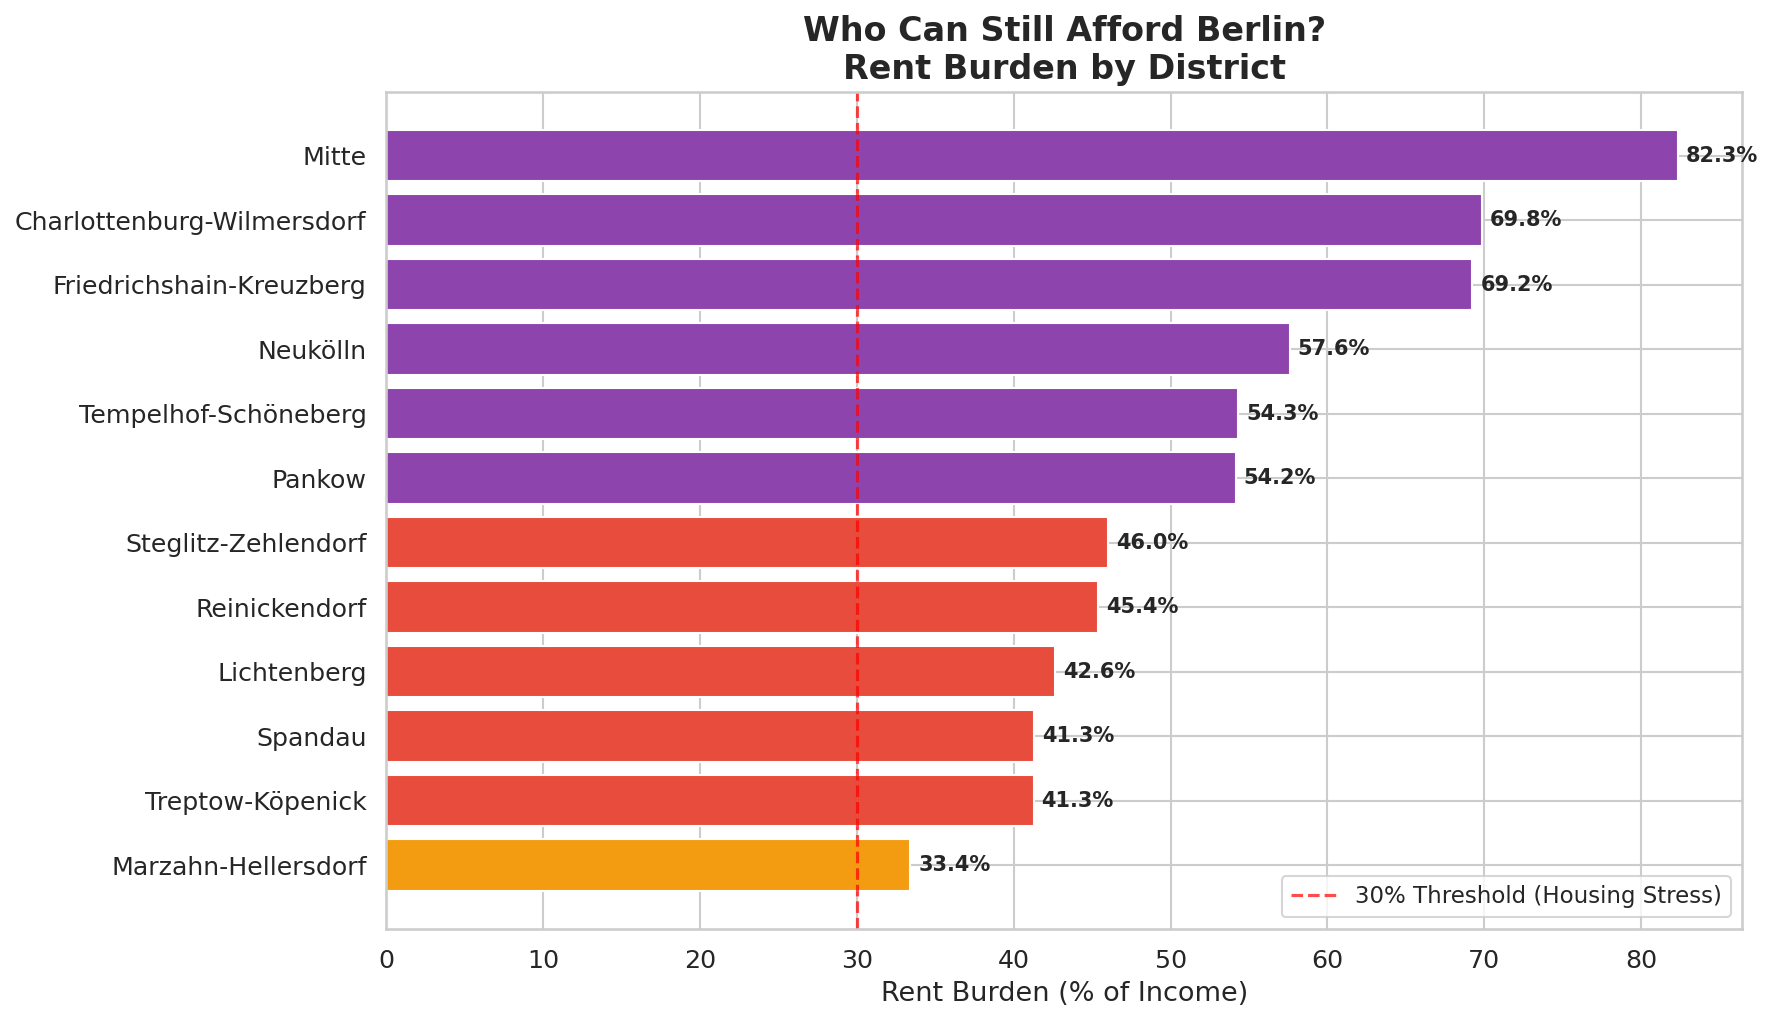 Who Can Still Afford Berlin?
Rent Burden by District
Mitte
82.3%
Charlottenburg-Wilmersdorf
69.8%
Friedrichshain-Kreuzberg
69.2%
Neukölln
57.6%
Tempelhof-Schöneberg
54.3%
Pankow
54.2%
Steglitz-Zehlendorf
46.0%
Reinickendorf
45.4%
Lichtenberg
42.6%
Spandau
41.3%
Treptow-Köpenick
41.3%
Marzahn-Hellersdorf
33.4%
30% Threshold (Housing Stress)
0 10 20 30 40 50 60 70 80
Rent Burden (% of Income)